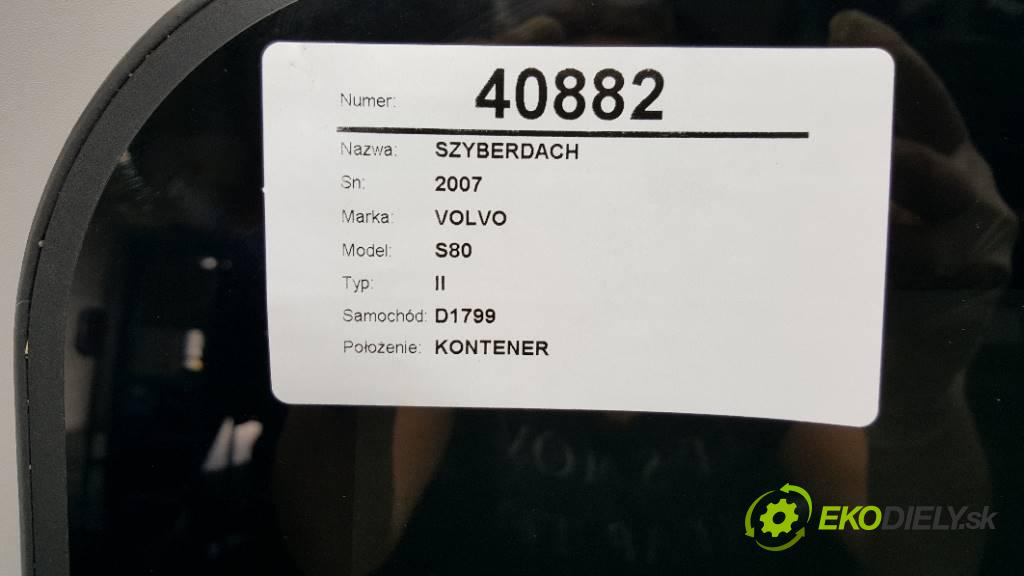 Numer: 40882
Nazwa: SZYBERDACH
Sn: 2007
Marka: VOLVO
Model: S80
Typ: II
Samochód: D1799
Położenie: KONTENER
EKODIELY.sk